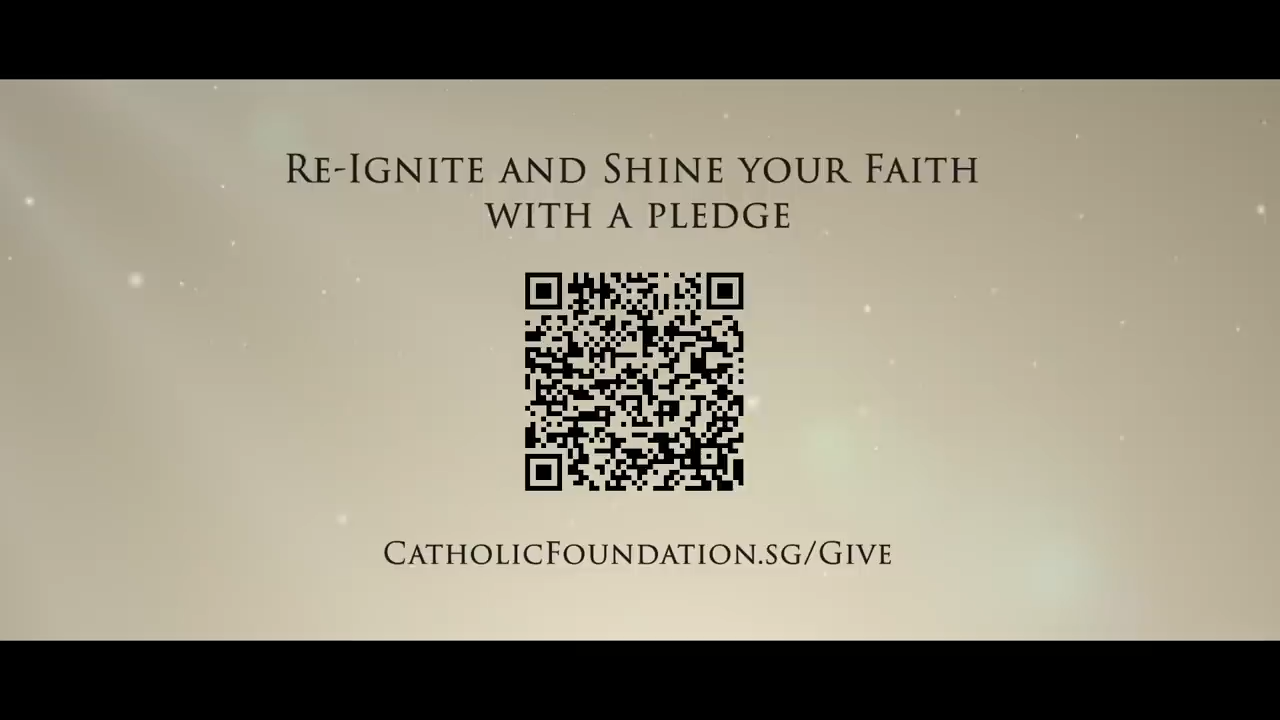 Re-Ignite and Shine your Faith
with a pledge
CatholicFoundation.sg/Give